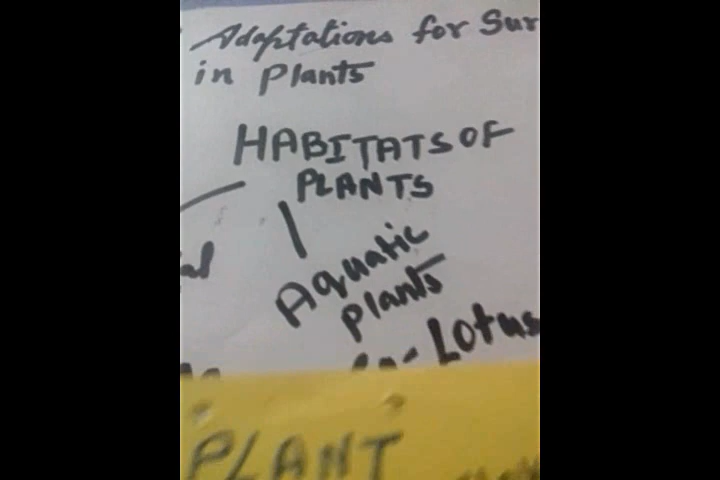 Adaptations for Sur
in Plants
HABITATS OF
PLANTS
Aquatic
plants
Lotus
PLANT